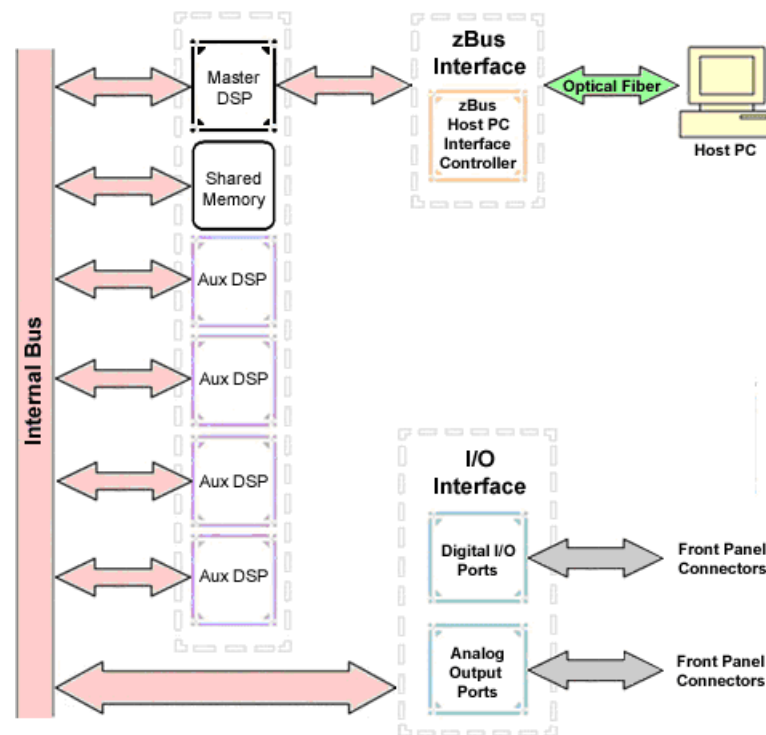 Internal Bus
Master
DSP
Shared
Memory
Aux DSP
Aux DSP
Aux DSP
Aux DSP
zBus
Interface
zBus
Host PC
Interface
Controller
Optical Fiber
Host PC
I/O
Interface
Digital I/O
Ports
Front Panel
Connectors
Analog
Output
Ports
Front Panel
Connectors